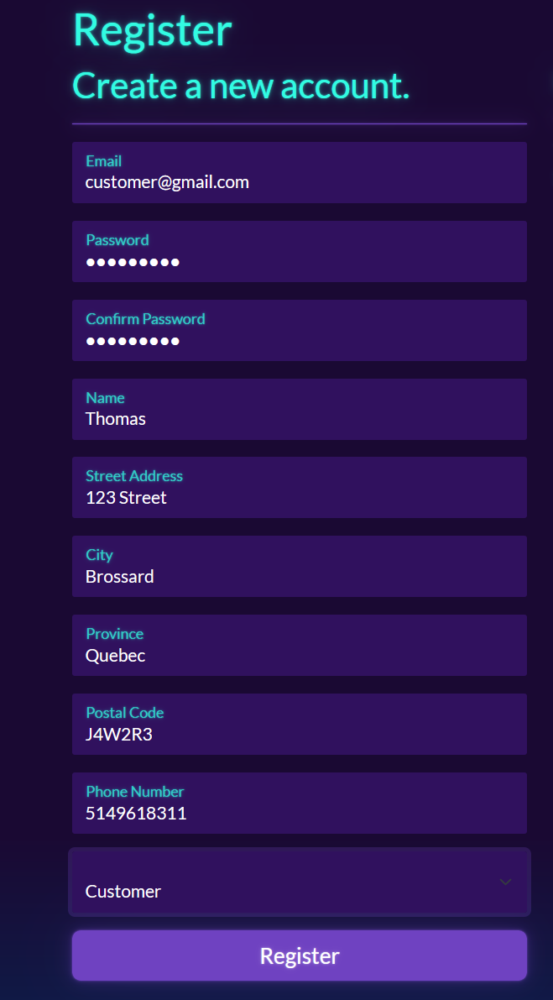 Register
Create a new account.
Email
customer@gmail.com
Password
●●●●●●●●●
Confirm Password
●●●●●●●●●
Name
Thomas
Street Address
123 Street
City
Brossard
Province
Quebec
Postal Code
J4W2R3
Phone Number
5149618311
Customer
Register